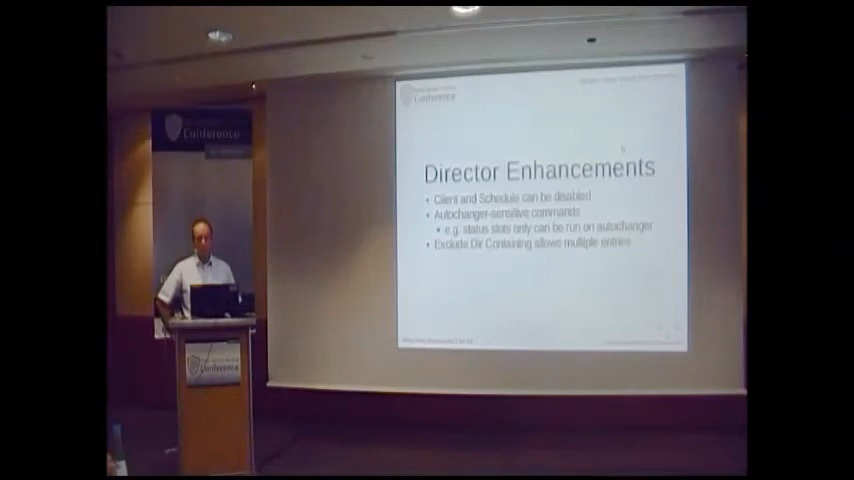 Conference
Conference
Director Enhancements
• Client and Schedule can be disabled
• Autochanger-sensitive commands
• e.g. status slots only can be run on autochanger
• Exclude Dir Containing allows multiple entries
Conference